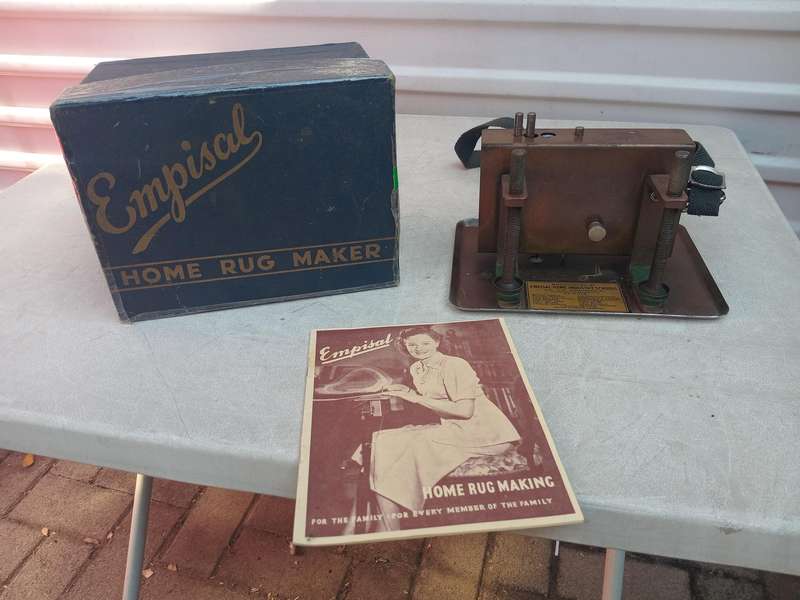 Empisal
HOME RUG MAKER
Empisal
HOME RUG MAKING
FOR THE FAMILY FOR EVERY MEMBER OF THE FAMILY